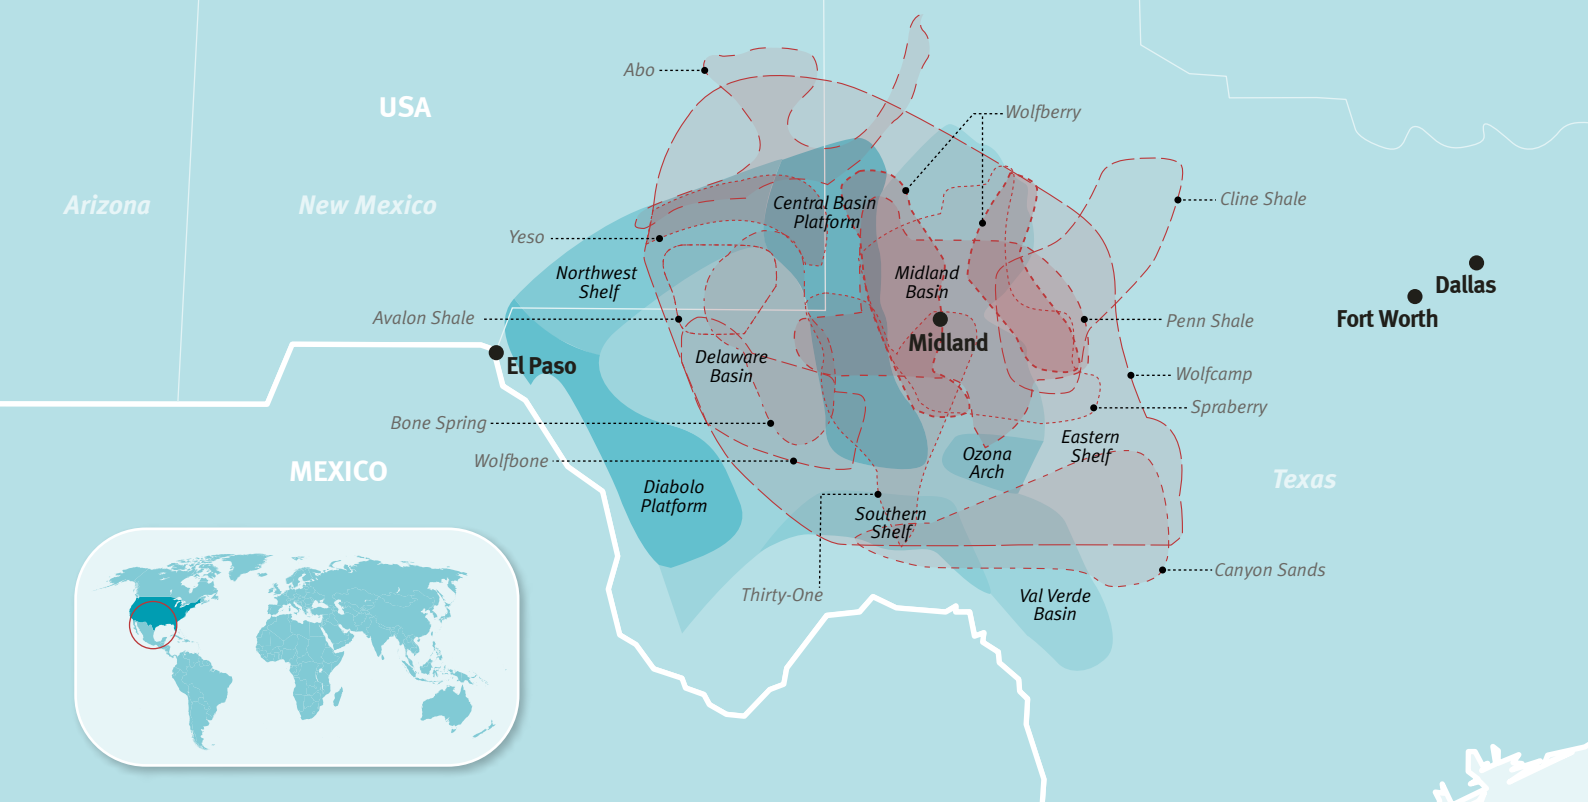 Abo
USA
Wolfberry
Arizona
New Mexico
Cline Shale
Central Basin
Platform
Yeso
Northwest
Shelf
Midland
Basin
Dallas
Avalon Shale
Fort Worth
Penn Shale
Midland
El Paso
Delaware
Basin
Wolfcamp
Spraberry
Bone Spring
Eastern
Shelf
Wolfbone
Ozona
Arch
MEXICO
Texas
Diabolo
Platform
Southern
Shelf
Canyon Sands
Thirty-One
Val Verde
Basin